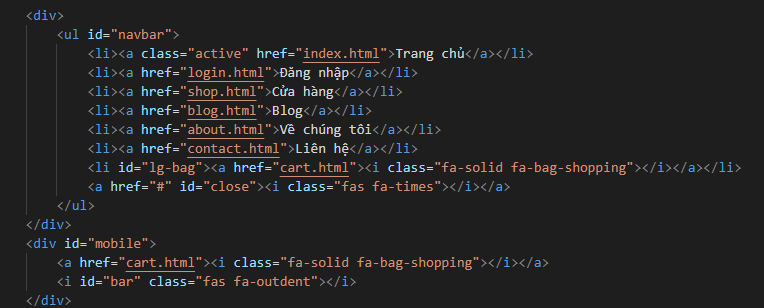 <div>
<ul id="navbar">
<li><a class="active" href="index.html">Trang chủ</a></li>
<li><a href="login.html">Đăng nhập</a></li>
<li><a href="shop.html">Cửa hàng</a></li>
<li><a href="blog.html">Blog</a></li>
<li><a href="about.html">Về chúng tôi</a></li>
<li><a href="contact.html">Liên hệ</a></li>
<li id="lg-bag"><a href="cart.html"><i class="fa-solid fa-bag-shopping"></i></a></li>
<a href="#" id="close"><i class="fas fa-times"></i></a>
</ul>
</div>
<div id="mobile">
<a href="cart.html"><i class="fa-solid fa-bag-shopping"></i></a>
<i id="bar" class="fas fa-outdent"></i>
</div>